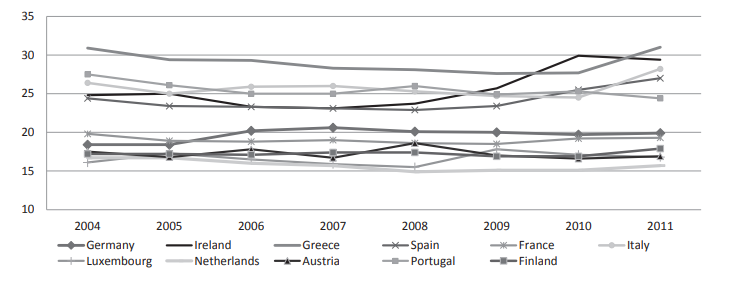 35
30
25
20
15
10
2004 2005 2006 2007 2008 2009 2010 2011
Germany Ireland Greece Spain France Italy
Luxembourg Netherlands Austria Portugal Finland